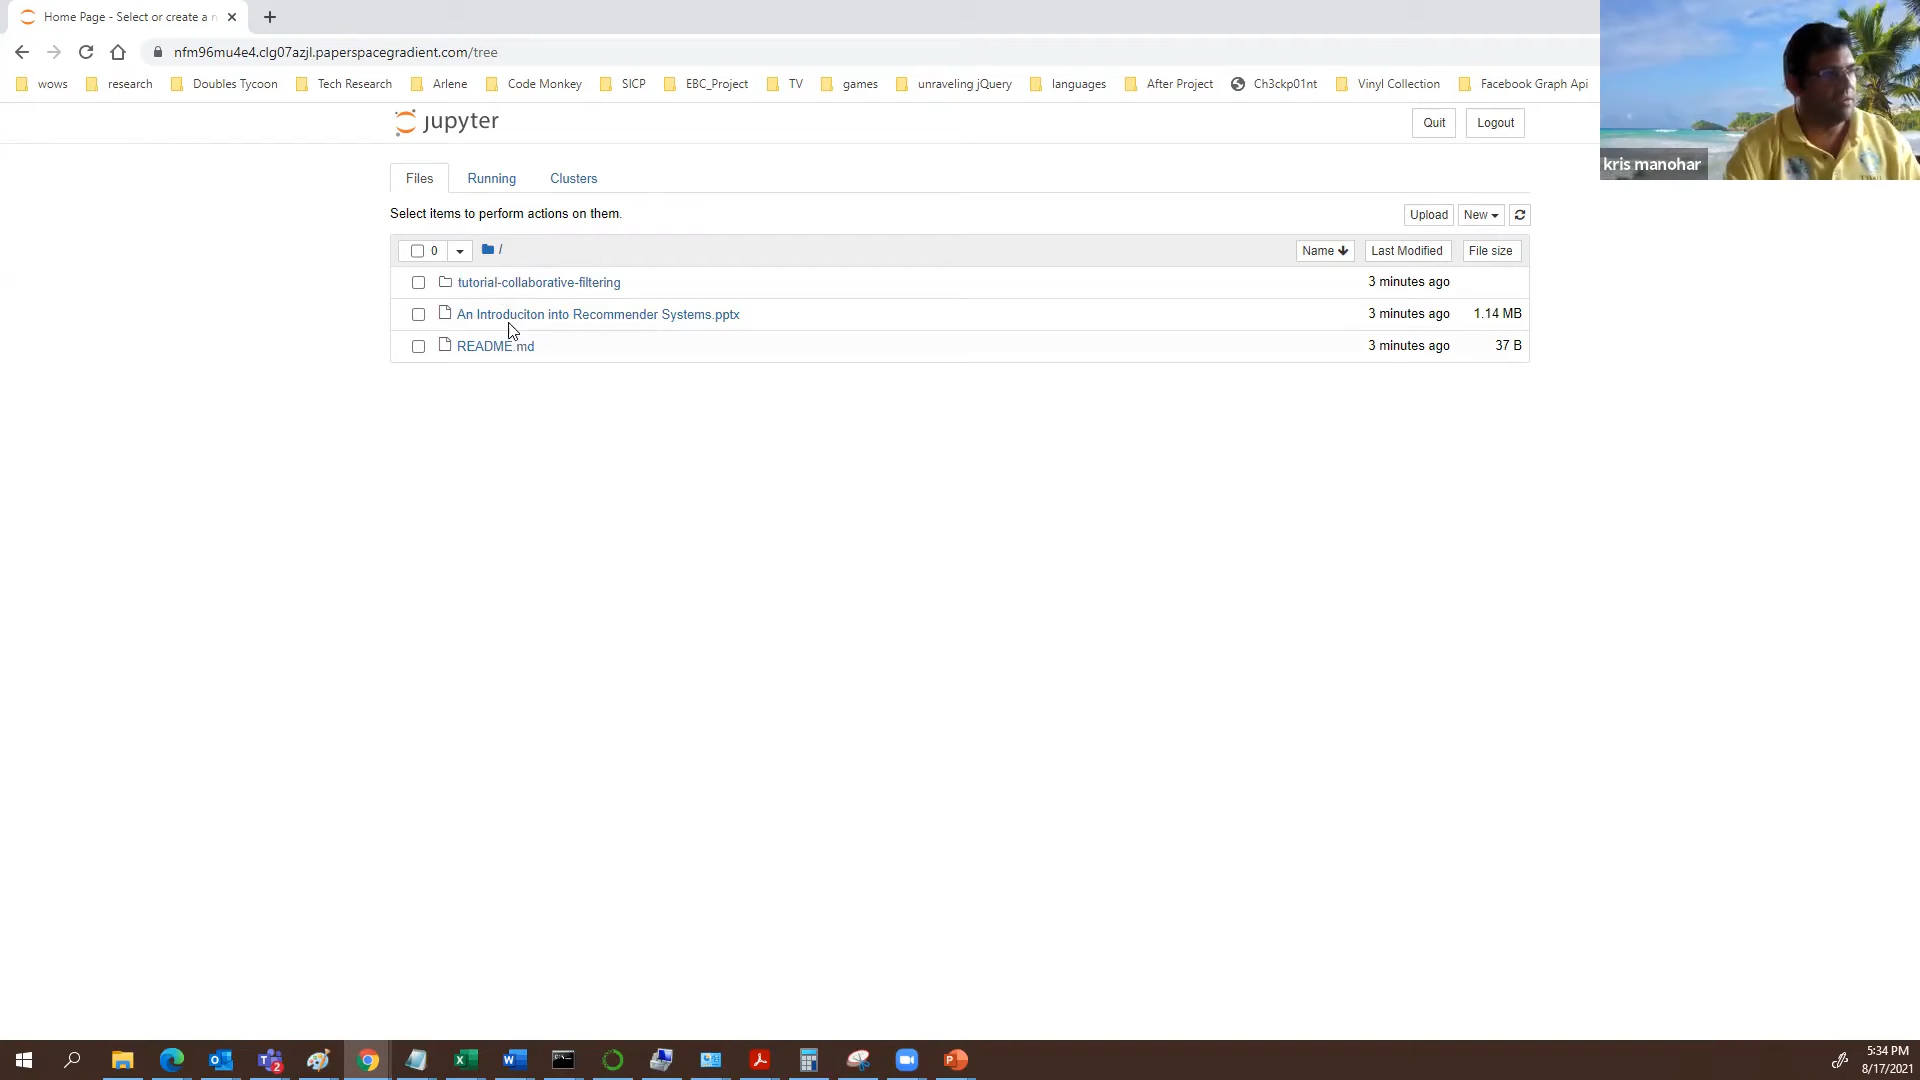 Home Page - Select or create a n
nfm96mu4e4.clg07azjl.paperspacegradient.com/tree
wows research Doubles Tycoon Tech Research Arlene Code Monkey SICP EBC_Project TV games unraveling jQuery languages After Project Ch3ckp01nt Vinyl Collection Facebook Graph Api
kris manohar
jupyter Quit Logout
Files Running Clusters
Select items to perform actions on them. Upload New
0 / Name Last Modified File size
tutorial-collaborative-filtering 3 minutes ago
An Introduciton into Recommender Systems.pptx 3 minutes ago 1.14 MB
README.md 3 minutes ago 37 B
5:34 PM
8/17/2021